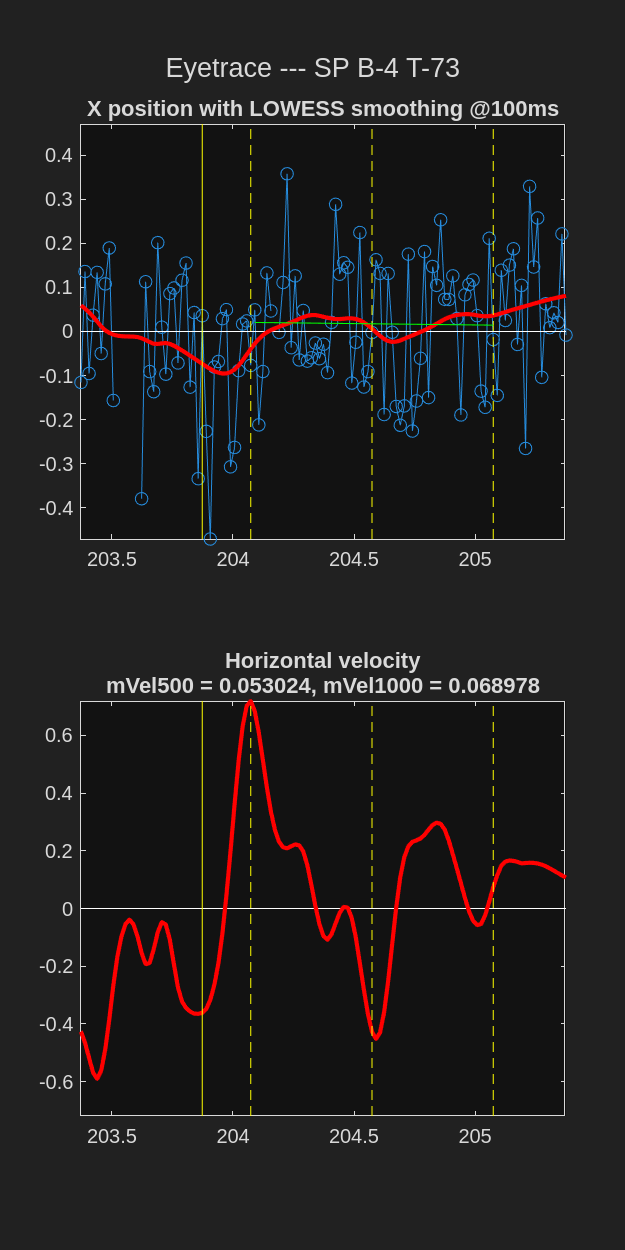 Eyetrace --- SP B-4 T-73
X position with LOWESS smoothing @100ms
0.4
0.3
0.2
0.1
0
-0.1
-0.2
-0.3
-0.4
203.5 204 204.5 205
Horizontal velocity
mVel500 = 0.053024, mVel1000 = 0.068978
0.6
0.4
0.2
0
-0.2
-0.4
-0.6
203.5 204 204.5 205